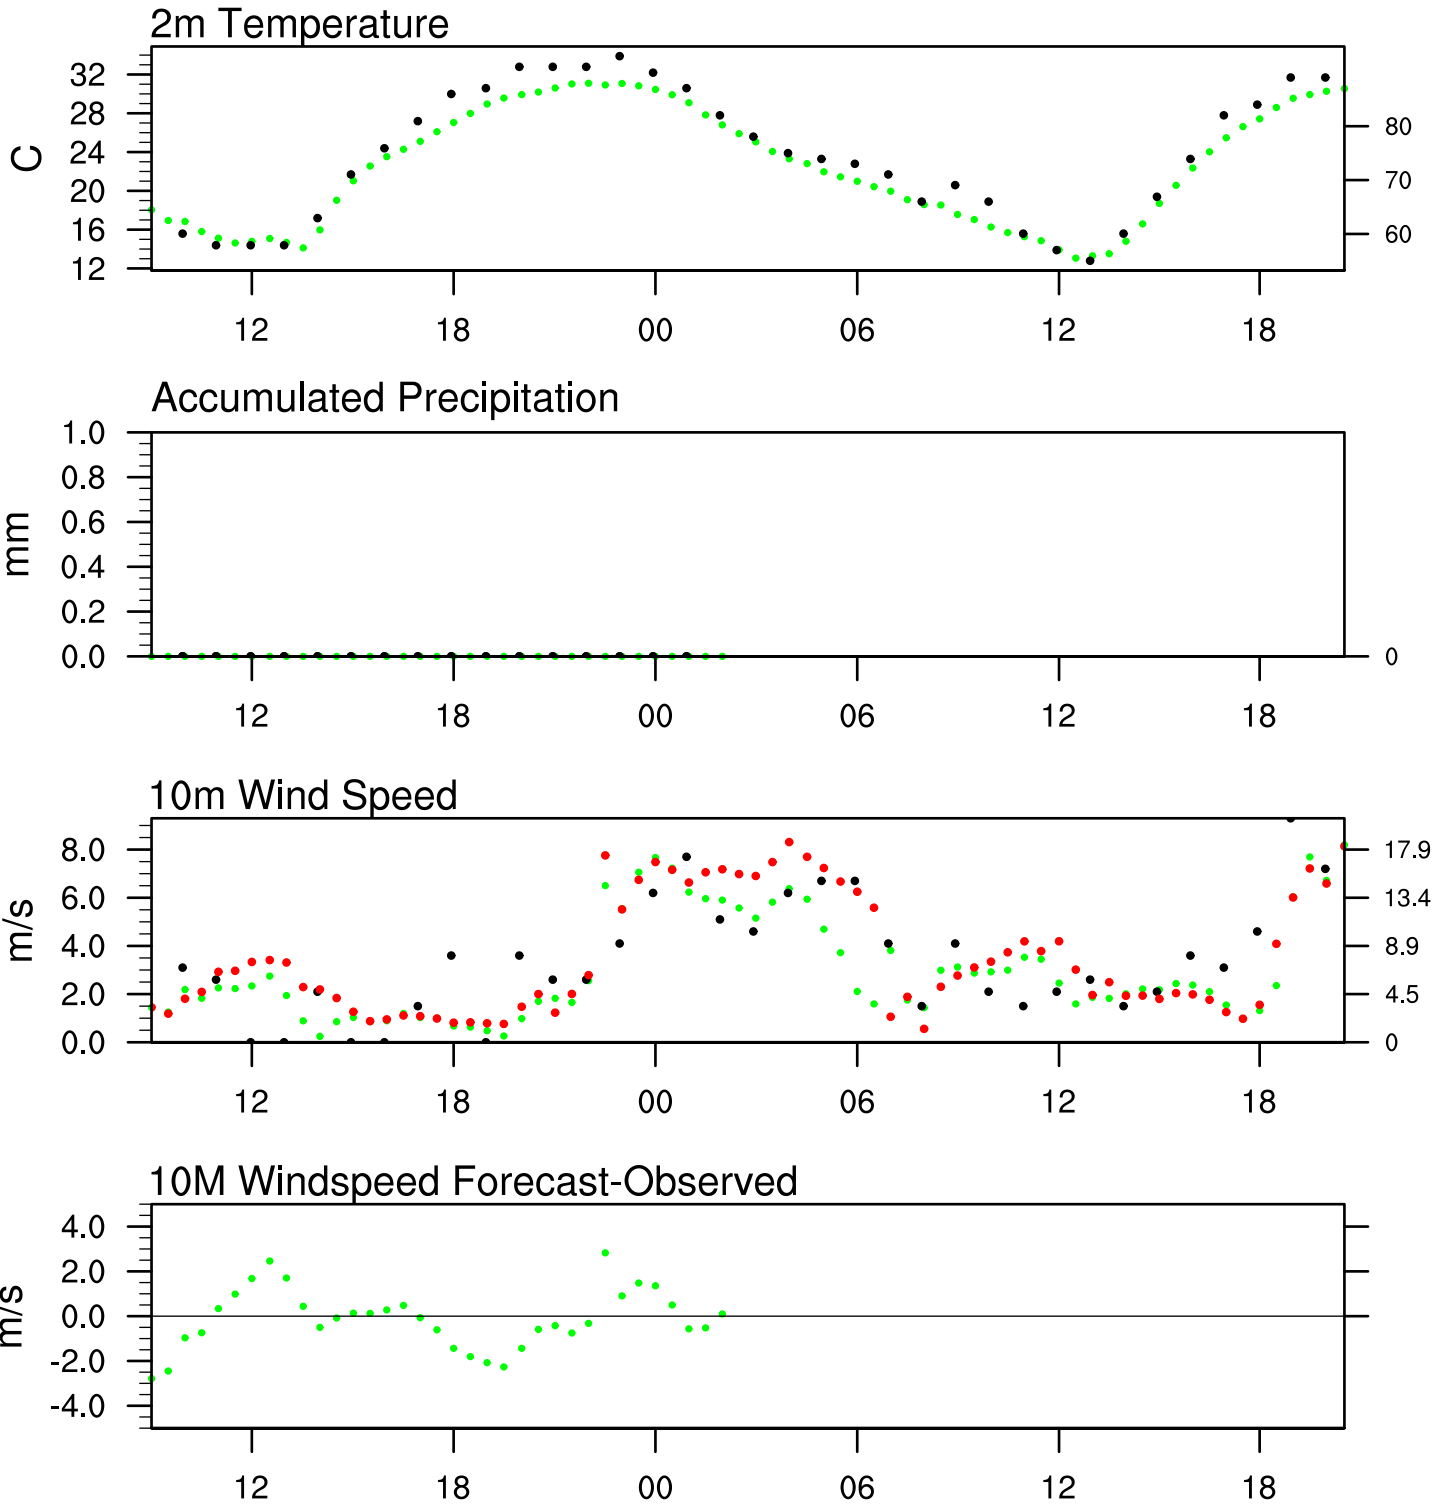 2m Temperature
C
32
28
24
20
16
12
80
70
60
12 18 00 06 12 18
Accumulated Precipitation
mm
1.0
0.8
0.6
0.4
0.2
0.0
0
12 18 00 06 12 18
10m Wind Speed
m/s
8.0
6.0
4.0
2.0
0.0
17.9
13.4
8.9
4.5
0
12 18 00 06 12 18
10M Windspeed Forecast-Observed
m/s
4.0
2.0
0.0
-2.0
-4.0
12 18 00 06 12 18